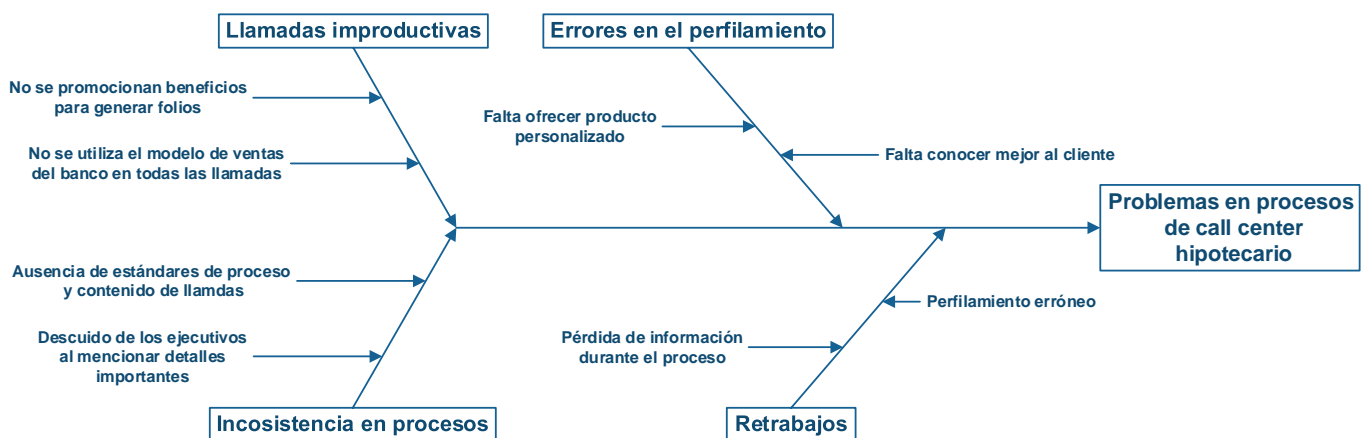 Llamadas improductivas
Errores en el perfilamiento
No se promocionan beneficios
para generar folios
No se utiliza el modelo de ventas
del banco en todas las llamadas
Falta ofrecer producto
personalizado
Falta conocer mejor al cliente
Problemas en procesos
de call center
hipotecario
Ausencia de estándares de proceso
y contenido de llamdas
Descuido de los ejecutivos
al mencionar detalles
importantes
Perfilamiento erróneo
Pérdida de información
durante el proceso
Incosistencia en procesos
Retrabajos